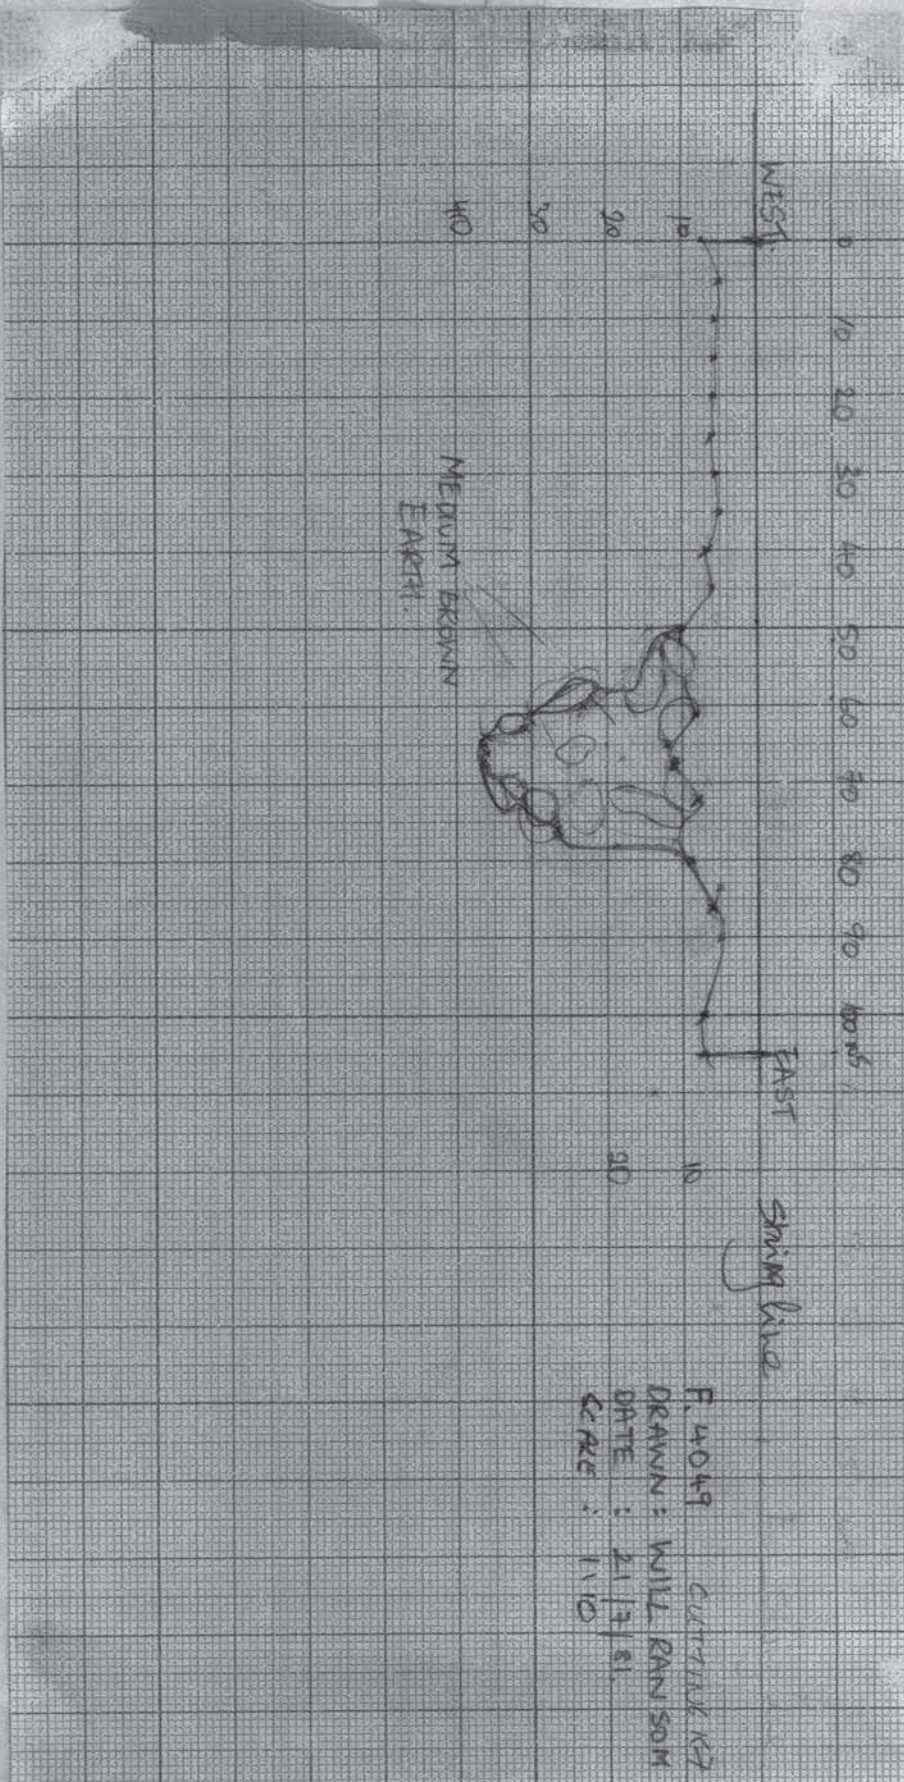 0 10 20 30 40 50 60 70 80 90 100
WEST.
EAST
String line
10
20
30
40
10
20
MEDIUM BROWN
EARTH.
F. 4049 CUTTING
DRAWN: WILL RANSOM
DATE : 21/7/81.
SCALE : 1:10